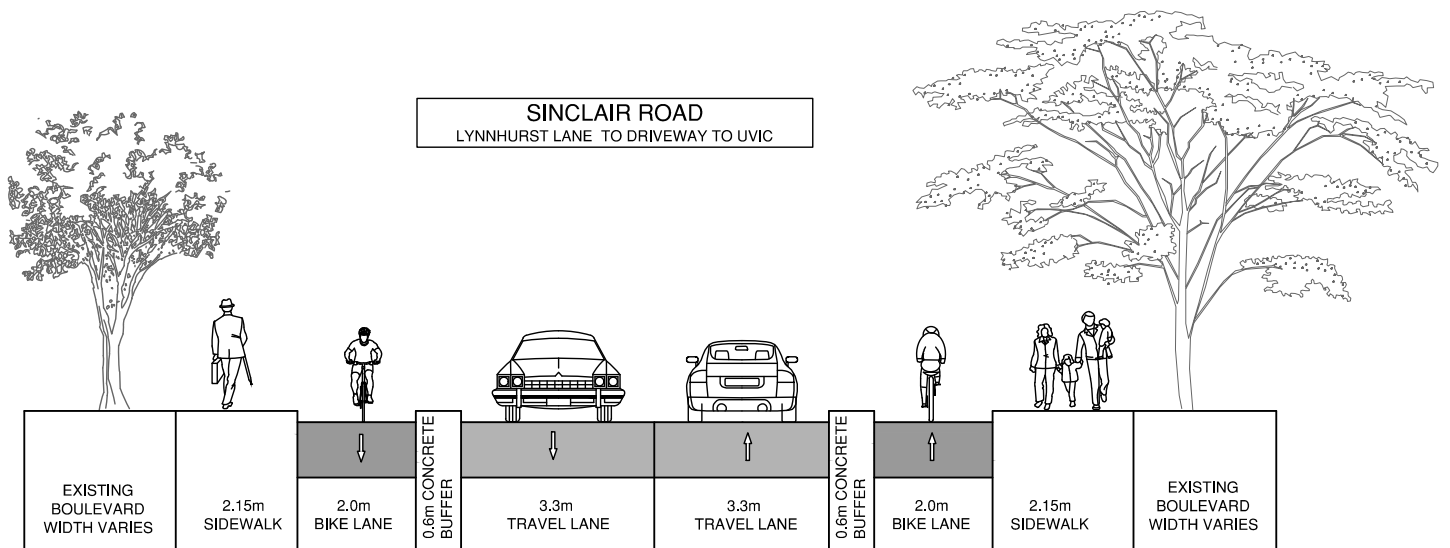 SINCLAIR ROAD
LYNNHURST LANE TO DRIVEWAY TO UVIC
EXISTING
BOULEVARD
WIDTH VARIES
2.15m
SIDEWALK
2.0m
BIKE LANE
0.6m CONCRETE
BUFFER
3.3m
TRAVEL LANE
3.3m
TRAVEL LANE
0.6m CONCRETE
BUFFER
2.0m
BIKE LANE
2.15m
SIDEWALK
EXISTING
BOULEVARD
WIDTH VARIES